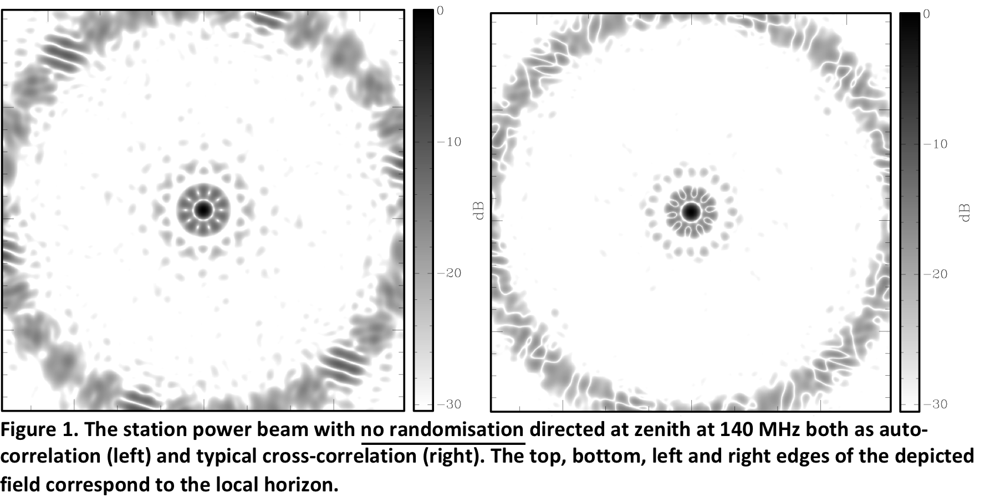 0
−10
−20
−30
dB
0
−10
−20
−30
dB
Figure 1. The station power beam with no randomisation directed at zenith at 140 MHz both as auto-
correlation (left) and typical cross-correlation (right). The top, bottom, left and right edges of the depicted
field correspond to the local horizon.